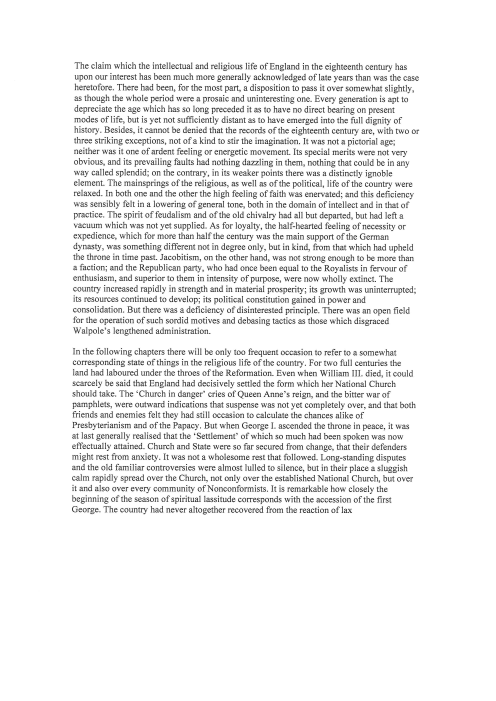 The claim which the intellectual and religious life of England in the eighteenth century has
upon our interest has been much more generally acknowledged of late years than was the case
heretofore. There had been, for the most part, a disposition to pass it over somewhat slightly,
as though the whole period were a prosaic and uninteresting one. Every generation is apt to
depreciate the age which has so long preceded it as to have no direct bearing on present
modes of life, but is yet not sufficiently distant as to have emerged into the full dignity of
history. Besides, it cannot be denied that the records of the eighteenth century are, with two or
three striking exceptions, not of a kind to stir the imagination. It was not a pictorial age;
neither was it one of ardent feeling or energetic movement. Its special merits were not very
obvious, and its prevailing faults had nothing dazzling in them, nothing that could be in any
way called splendid; on the contrary, in its weaker points there was a distinctly ignoble
element. The mainsprings of the religious, as well as of the political, life of the country were
relaxed. In both one and the other the high feeling of faith was enervated; and this deficiency
was sensibly felt in a lowering of general tone, both in the domain of intellect and in that of
practice. The spirit of feudalism and of the old chivalry had all but departed, but had left a
vacuum which was not yet supplied. As for loyalty, the half-hearted feeling of necessity or
expedience, which for more than half the century was the main support of the German
dynasty, was something different not in degree only, but in kind, from that which had upheld
the throne in time past. Jacobitism, on the other hand, was not strong enough to be more than
a faction; and the Republican party, who had once been equal to the Royalists in fervour of
enthusiasm, and superior to them in intensity of purpose, were now wholly extinct. The
country increased rapidly in strength and in material prosperity; its growth was uninterrupted;
its resources continued to develop; its political constitution gained in power and
consolidation. But there was a deficiency of disinterested principle. There was an open field
for the operation of such sordid motives and debasing tactics as those which disgraced
Walpole's lengthened administration.
In the following chapters there will be only too frequent occasion to refer to a somewhat
corresponding state of things in the religious life of the country. For two full centuries the
land had laboured under the throes of the Reformation. Even when William III. died, it could
scarcely be said that England had decisively settled the form which her National Church
should take. The 'Church in danger' cries of Queen Anne's reign, and the bitter war of
pamphlets, were outward indications that suspense was not yet completely over, and that both
friends and enemies felt they had still occasion to calculate the chances alike of
Presbyterianism and of the Papacy. But when George I. ascended the throne in peace, it was
at last generally realised that the 'Settlement' of which so much had been spoken was now
effectually attained. Church and State were so far secured from change, that their defenders
might rest from anxiety. It was not a wholesome rest that followed. Long-standing disputes
and the old familiar controversies were almost lulled to silence, but in their place a sluggish
calm rapidly spread over the Church, not only over the established National Church, but over
it and also over every community of Nonconformists. It is remarkable how closely the
beginning of the season of spiritual lassitude corresponds with the accession of the first
George. The country had never altogether recovered from the reaction of lax